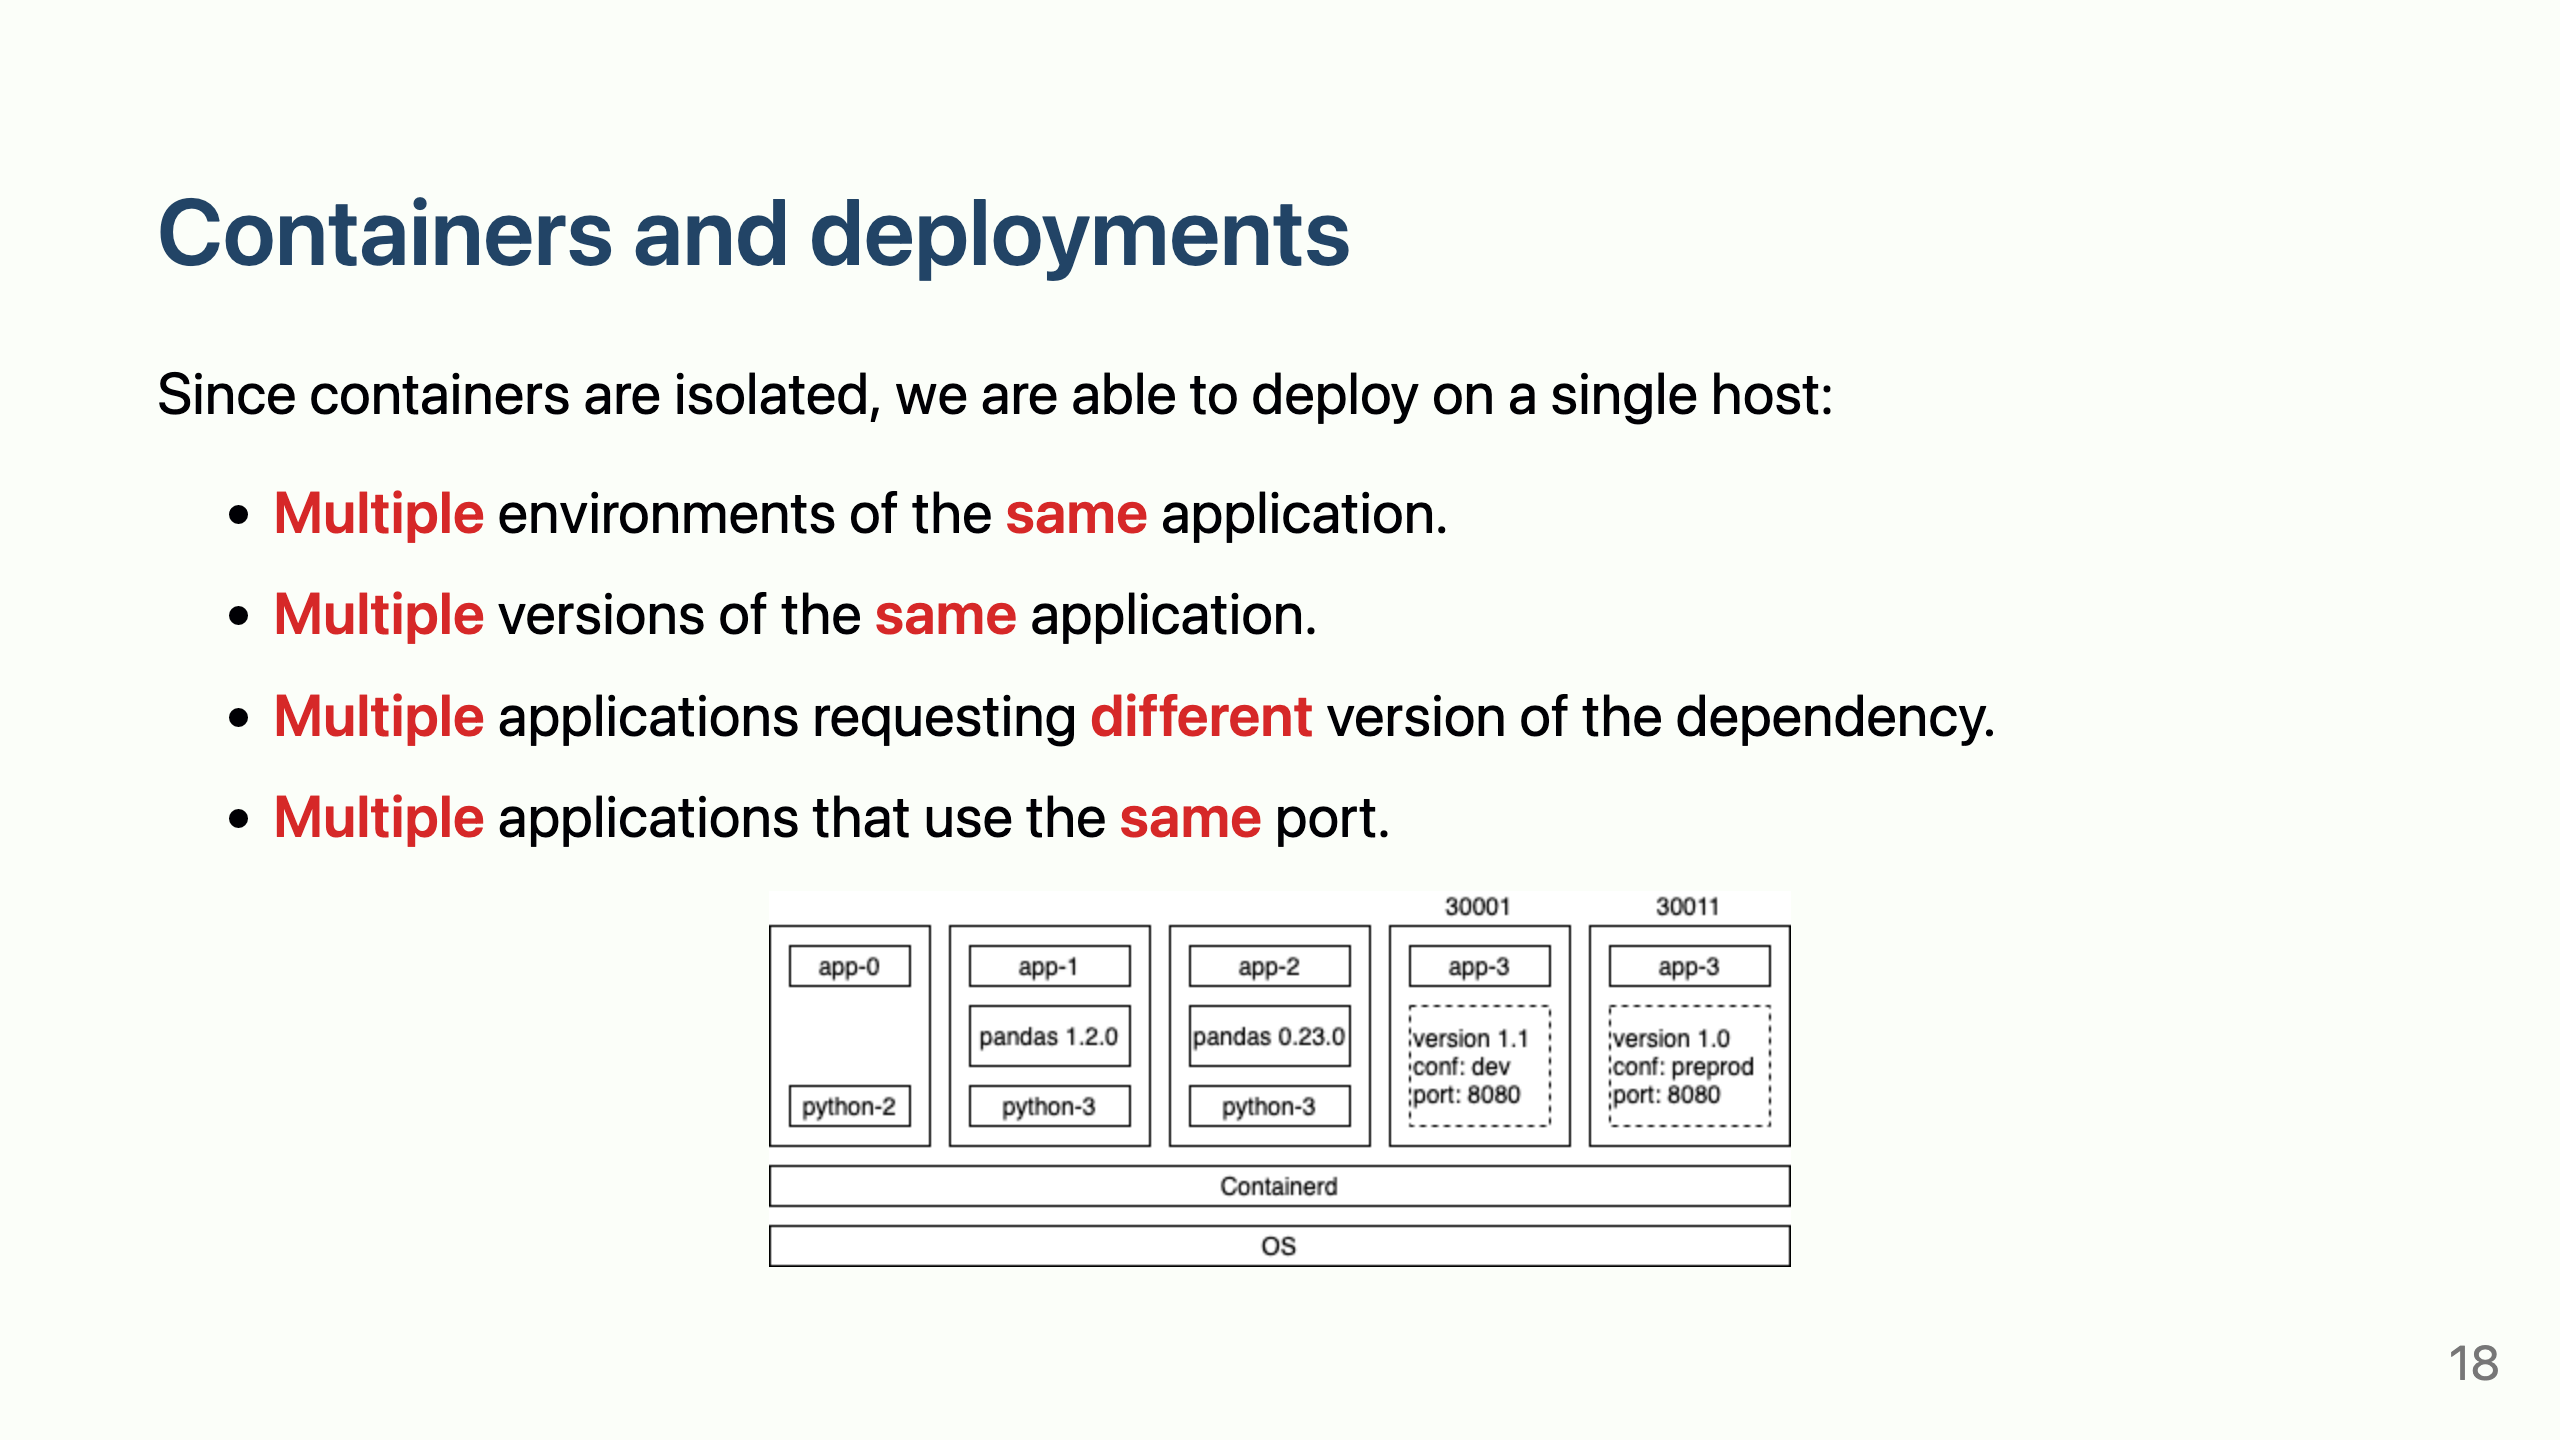 Containers and deployments
Since containers are isolated, we are able to deploy on a single host:
• Multiple environments of the same application.
• Multiple versions of the same application.
• Multiple applications requesting different version of the dependency.
• Multiple applications that use the same port.
30001
30011
app-0
python-2
app-1
pandas 1.2.0
python-3
app-2
pandas 0.23.0
python-3
app-3
version 1.1
conf: dev
port: 8080
app-3
version 1.0
conf: preprod
port: 8080
Containerd
OS
18